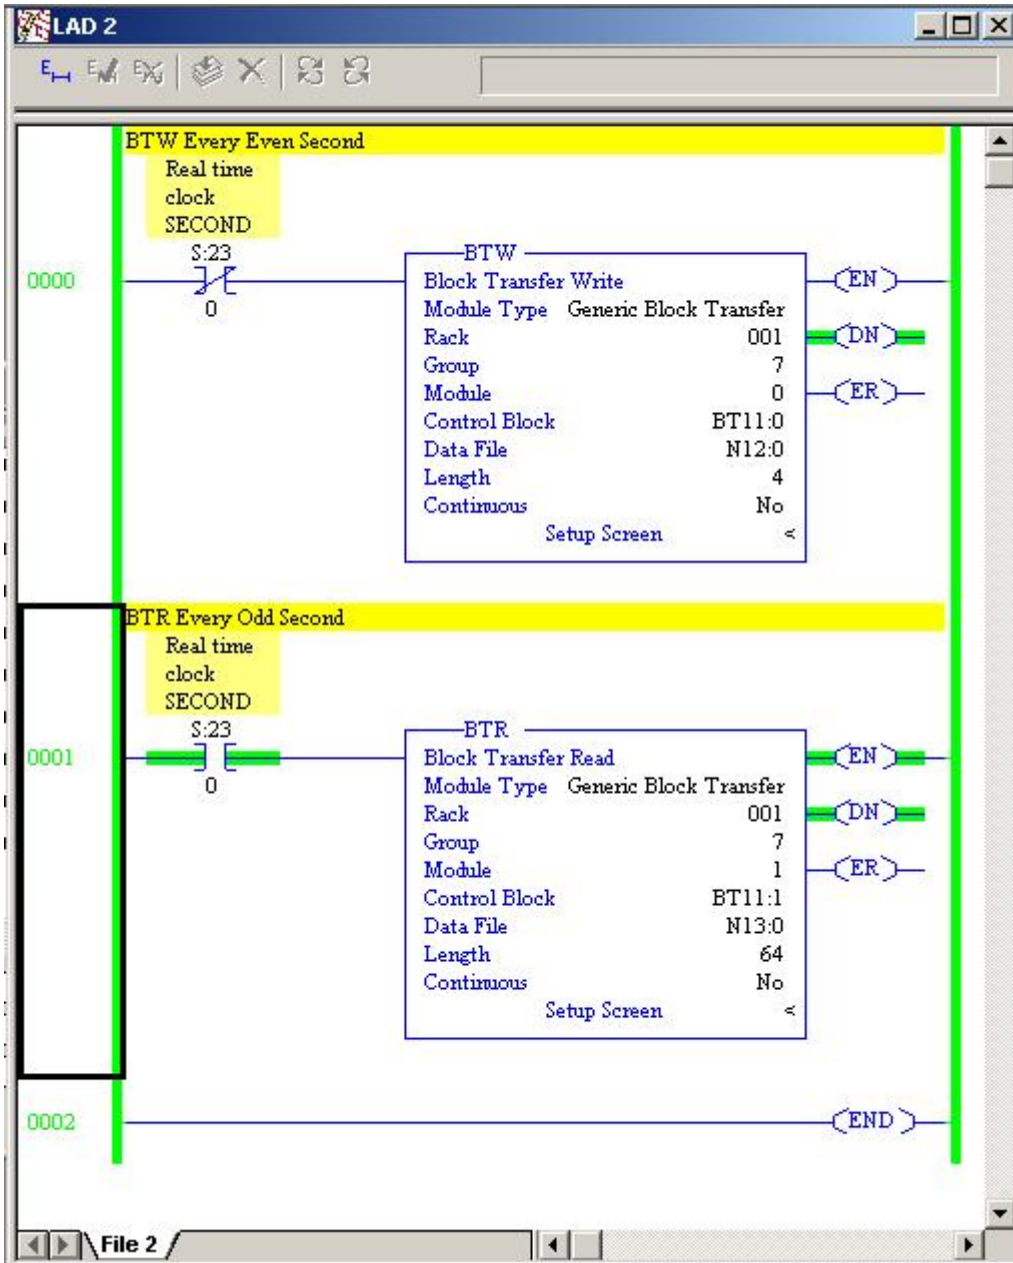 LAD 2
BTW Every Even Second
Real time
clock
SECOND
S:23
0
0000
BTW
Block Transfer Write
Module Type Generic Block Transfer
Rack 001
Group 7
Module 0
Control Block BT11:0
Data File N12:0
Length 4
Continuous No
Setup Screen <
EN
DN
ER
BTR Every Odd Second
Real time
clock
SECOND
S:23
0
0001
BTR
Block Transfer Read
Module Type Generic Block Transfer
Rack 001
Group 7
Module 1
Control Block BT11:1
Data File N13:0
Length 64
Continuous No
Setup Screen <
EN
DN
ER
0002
END
File 2